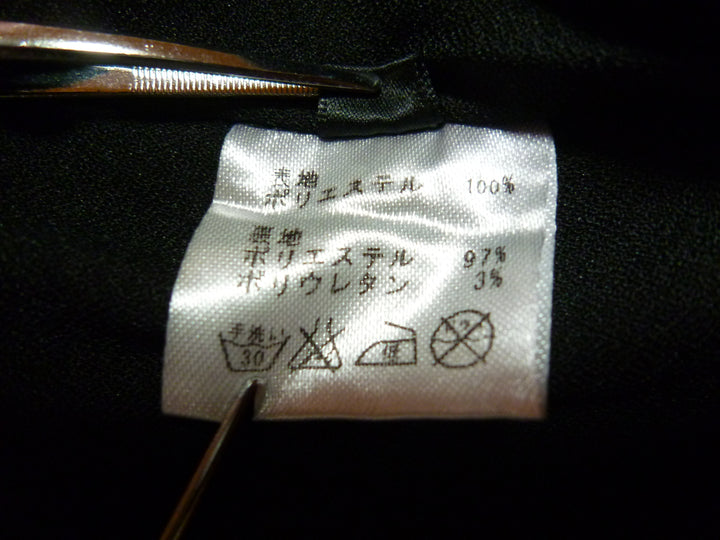 表地
ポリエステル 100%
裏地
ポリエステル 97%
ポリウレタン 3%
手洗い
30
低